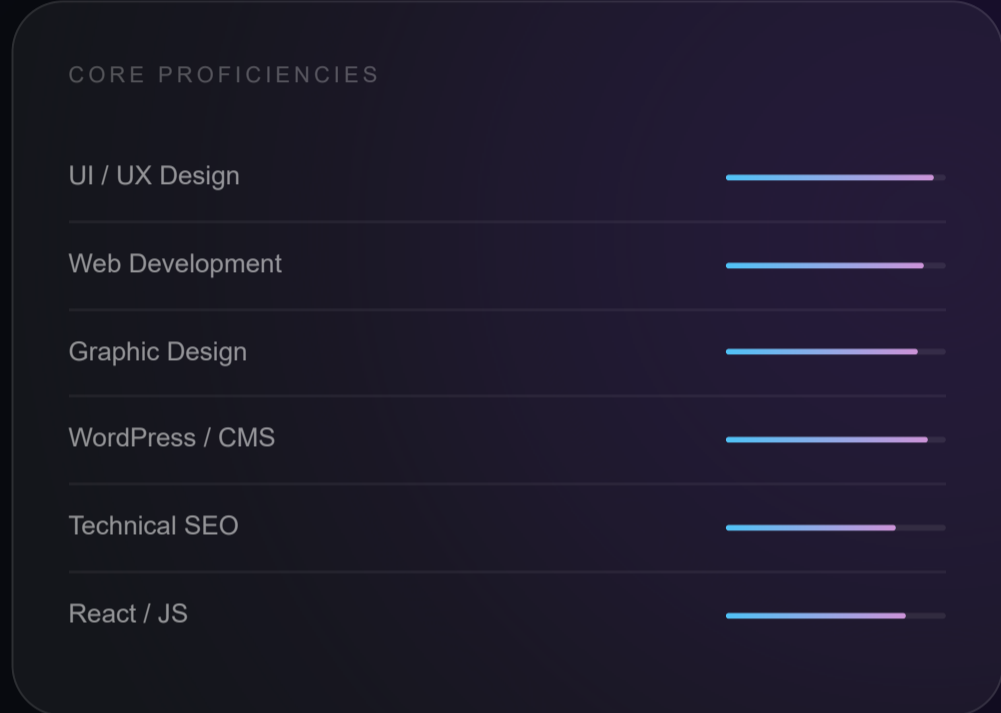 CORE PROFICIENCIES
UI / UX Design
Web Development
Graphic Design
WordPress / CMS
Technical SEO
React / JS